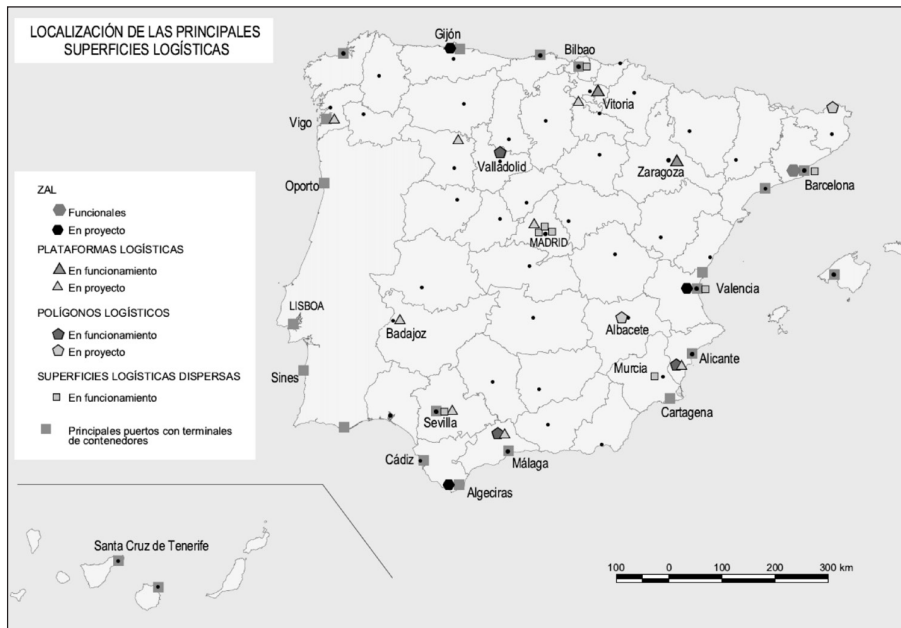 LOCALIZACIÓN DE LAS PRINCIPALES
SUPERFICIES LOGÍSTICAS
Gijón
Bilbao
Vitoria
Vigo
Valladolid
Zaragoza
Barcelona
Oporto
ZAL
Funcionales
En proyecto
PLATAFORMAS LOGÍSTICAS
En funcionamiento
En proyecto
POLÍGONOS LOGÍSTICOS
En funcionamiento
En proyecto
SUPERFICIES LOGÍSTICAS DISPERSAS
En funcionamiento
Principales puertos con terminales
de contenedores
MADRID
Valencia
LISBOA
Badajoz
Albacete
Alicante
Murcia
Sines
Cartagena
Sevilla
Cádiz
Málaga
Algeciras
Santa Cruz de Tenerife
100 0 100 200 300 km